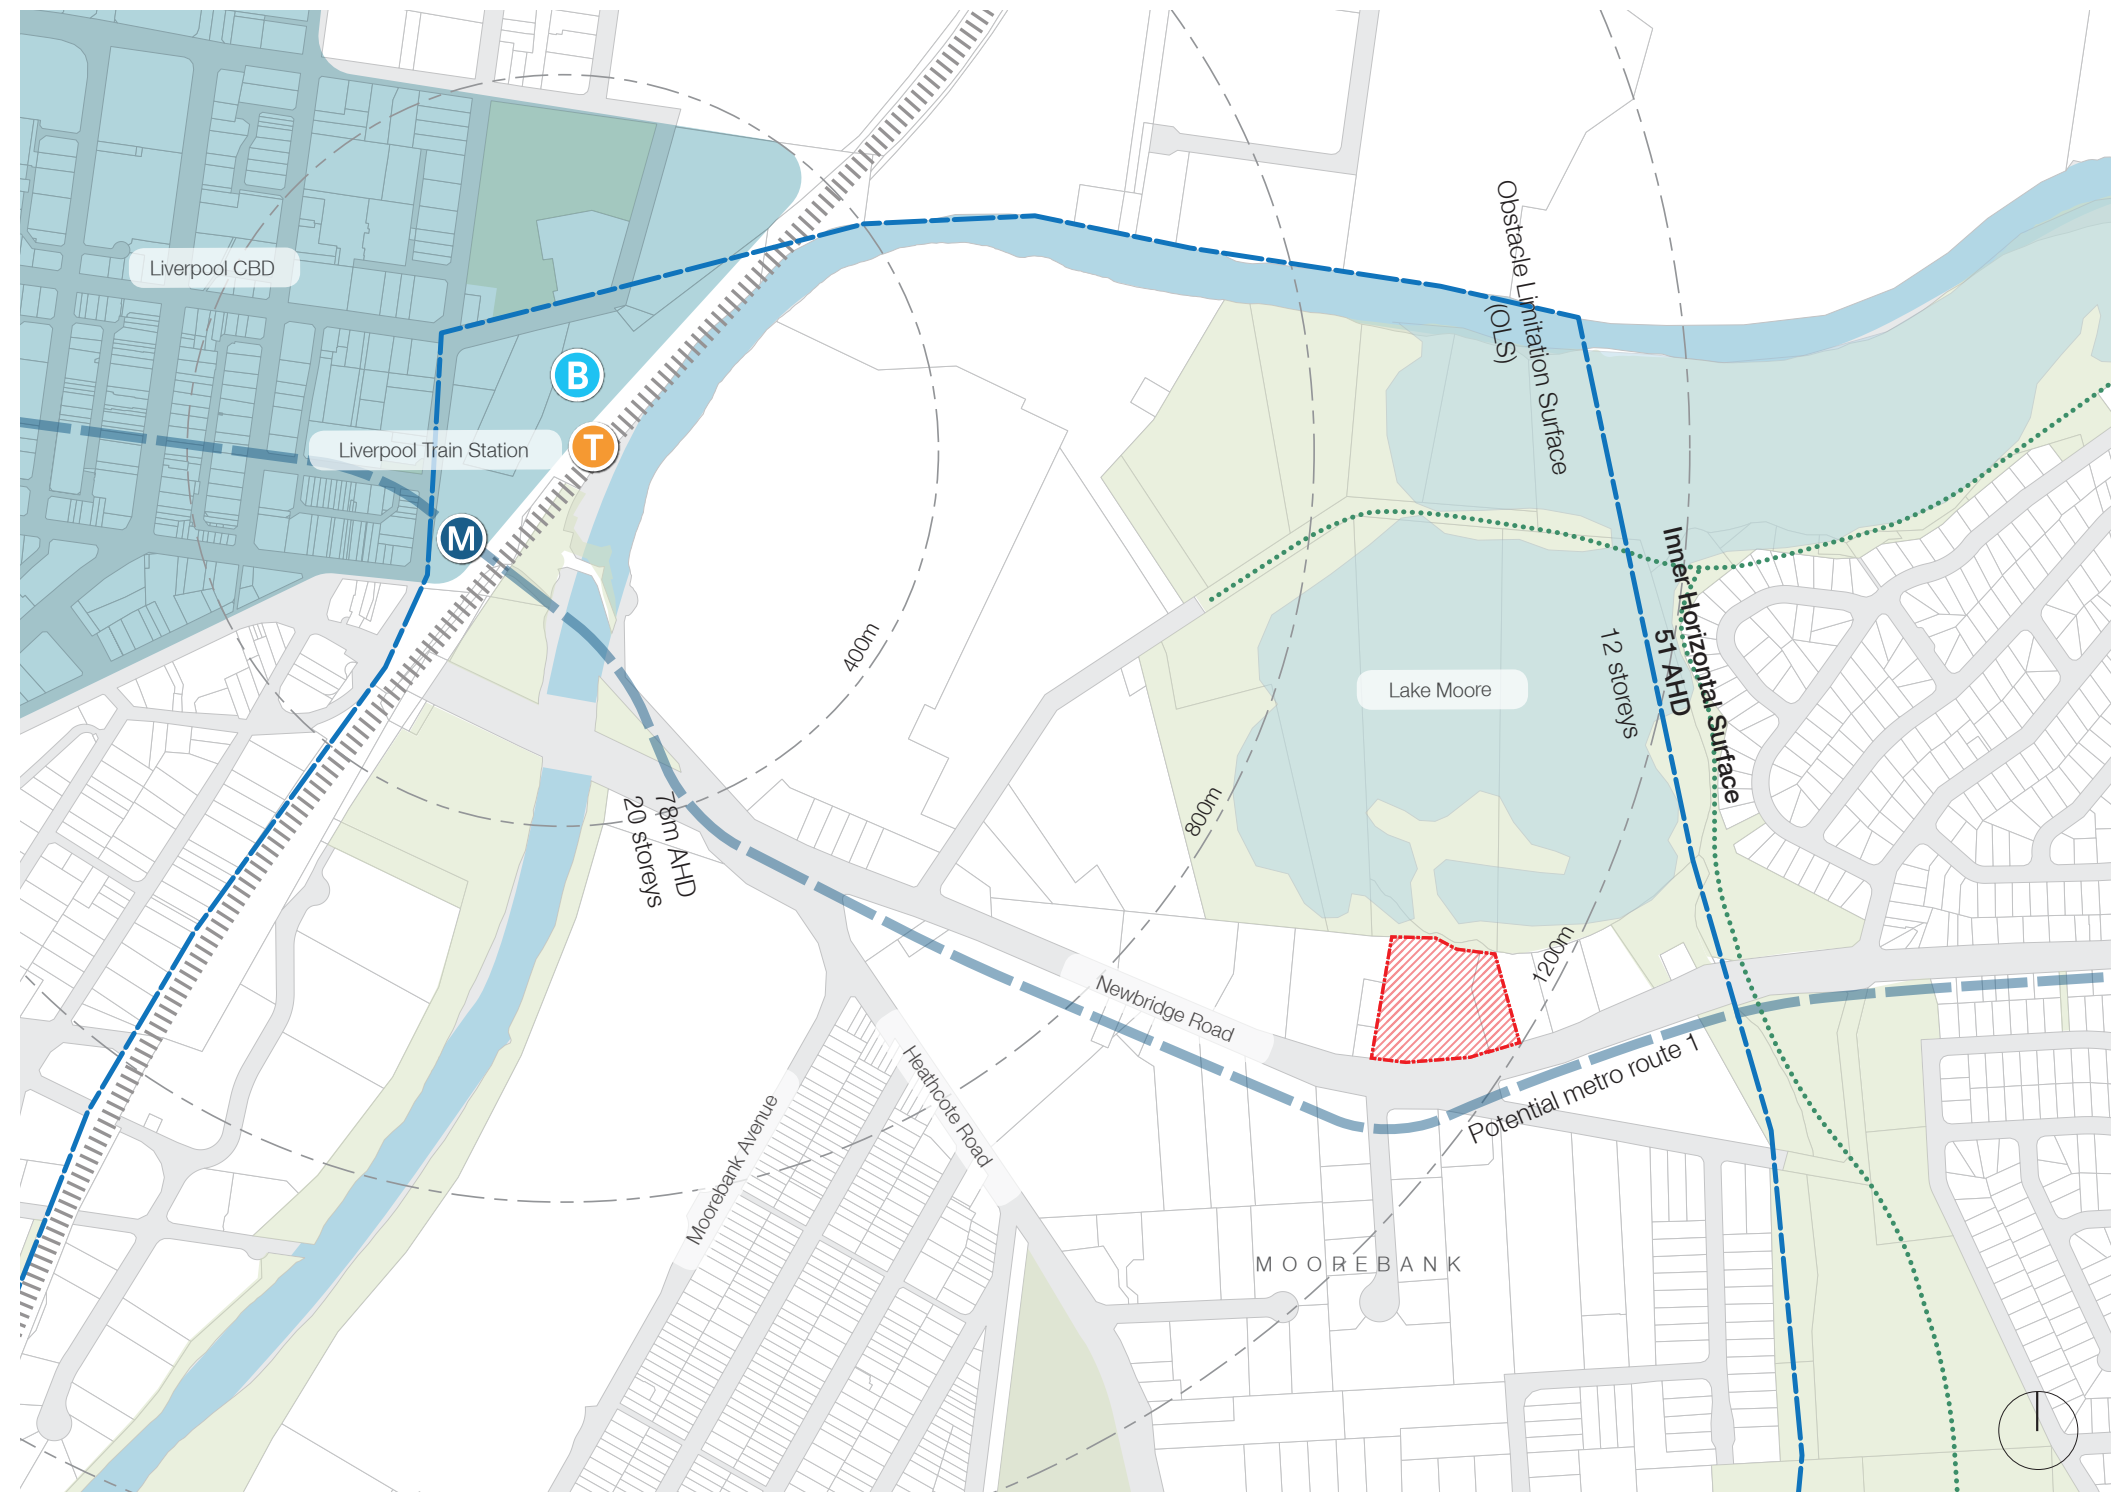 Liverpool CBD
B
Liverpool Train Station
T
M
400m
800m
1200m
Obstacle Limitation Surface
(OLS)
Inner Horizontal Surface
51 AHD
12 storeys
Lake Moore
78m AHD
20 storeys
Newbridge Road
Heathcote Road
Moorebank Avenue
Potential metro route 1
MOOREBANK